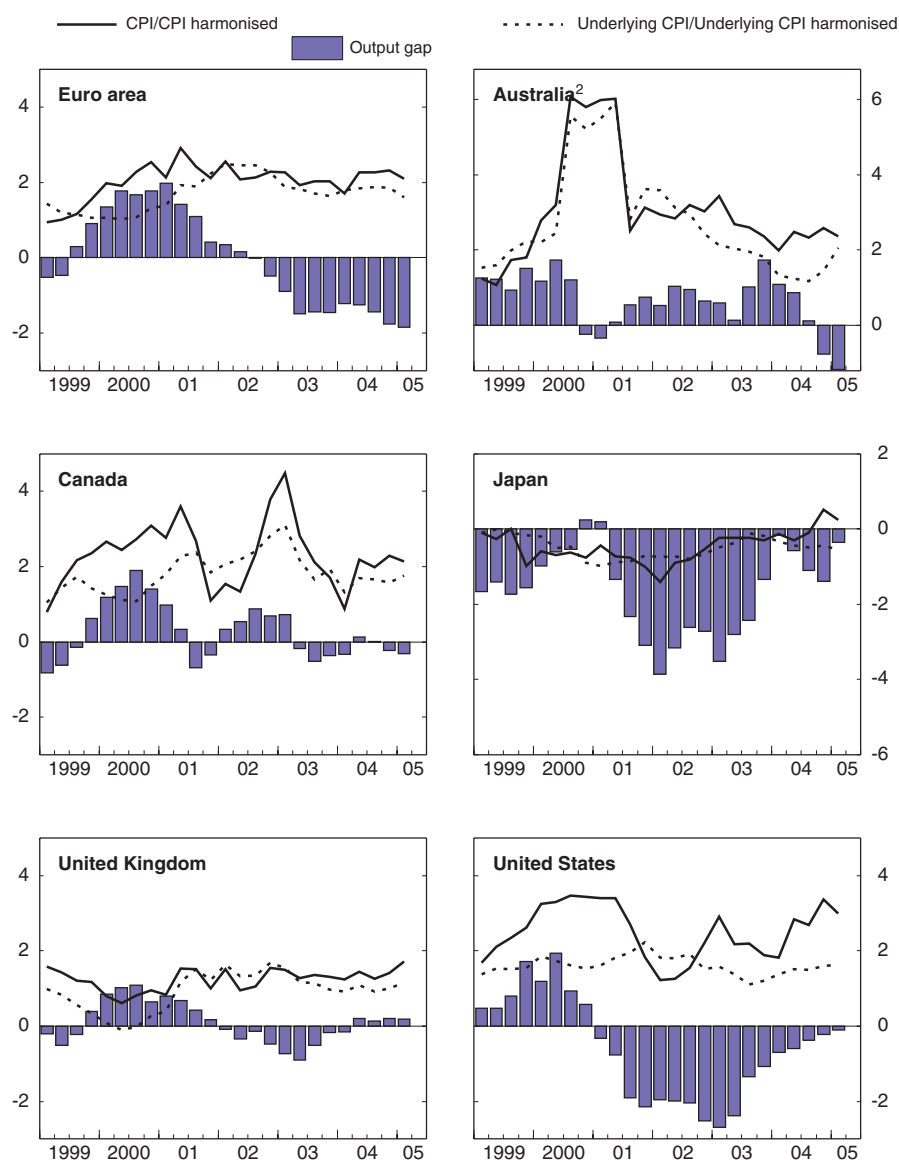 CPI/CPI harmonised
Underlying CPI/Underlying CPI harmonised
Output gap
Euro area
4
2
0
-2
1999 2000 01 02 03 04 05
Australia2
6
4
2
0
1999 2000 01 02 03 04 05
Canada
4
2
0
-2
1999 2000 01 02 03 04 05
Japan
2
0
-2
-4
-6
1999 2000 01 02 03 04 05
United Kingdom
4
2
0
-2
1999 2000 01 02 03 04 05
United States
4
2
0
-2
1999 2000 01 02 03 04 05